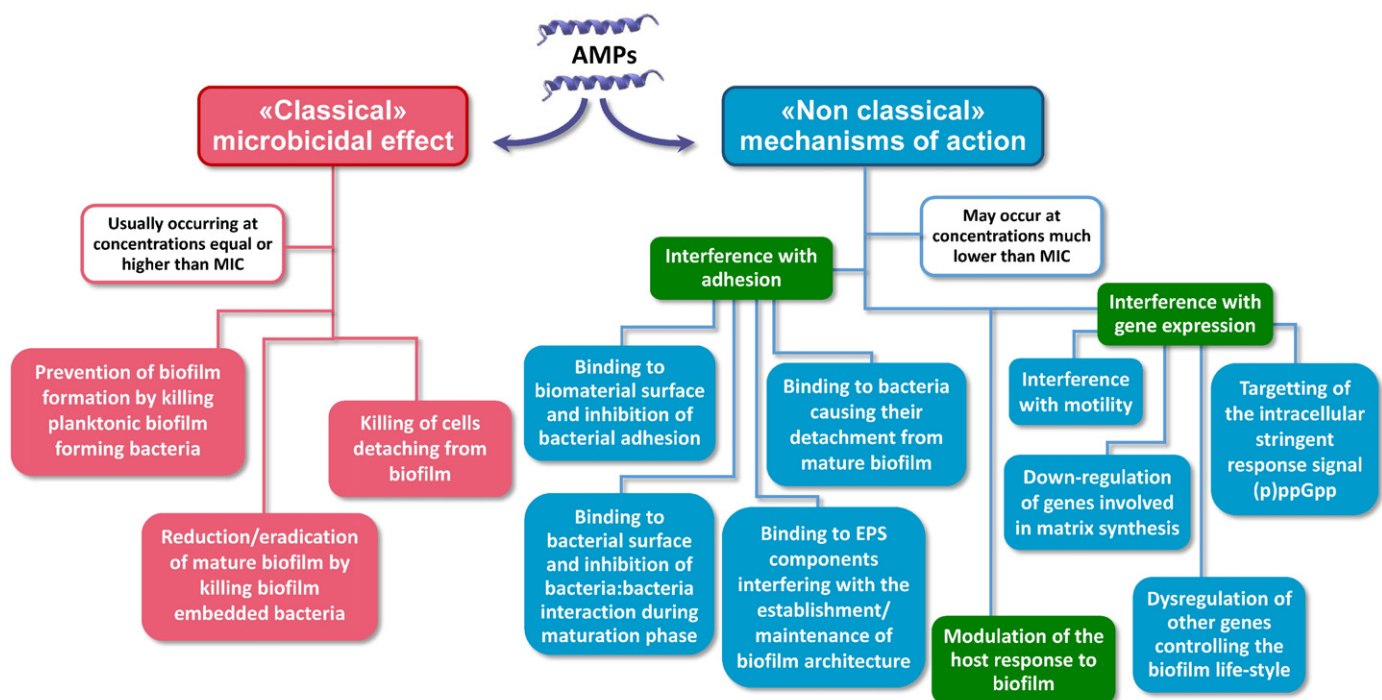 AMPs
«Classical»
microbicidal effect
«Non classical»
mechanisms of action
Usually occurring at
concentrations equal or
higher than MIC
May occur at
concentrations much
lower than MIC
Interference with
adhesion
Interference with
gene expression
Prevention of biofilm
formation by killing
planktonic biofilm
forming bacteria
Killing of cells
detaching from
biofilm
Reduction/eradication
of mature biofilm by
killing biofilm
embedded bacteria
Binding to
biomaterial surface
and inhibition of
bacterial adhesion
Binding to bacteria
causing their
detachment from
mature biofilm
Binding to
bacterial surface
and inhibition of
bacteria:bacteria
interaction during
maturation phase
Binding to EPS
components
interfering with the
establishment/
maintenance of
biofilm architecture
Modulation of the
host response to
biofilm
Interference
with motility
Targetting of
the intracellular
stringent
response signal
(p)ppGpp
Down-regulation
of genes involved
in matrix synthesis
Dysregulation of
other genes
controlling the
biofilm life-style